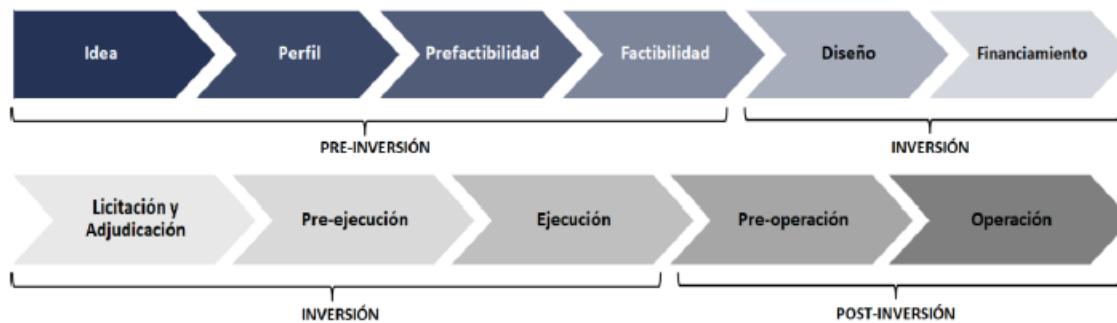 Idea
Perfil
Prefactibilidad
Factibilidad
Diseño
Financiamiento
PRE-INVERSIÓN
INVERSIÓN
Licitación y
Adjudicación
Pre-ejecución
Ejecución
Pre-operación
Operación
INVERSIÓN
POST-INVERSIÓN